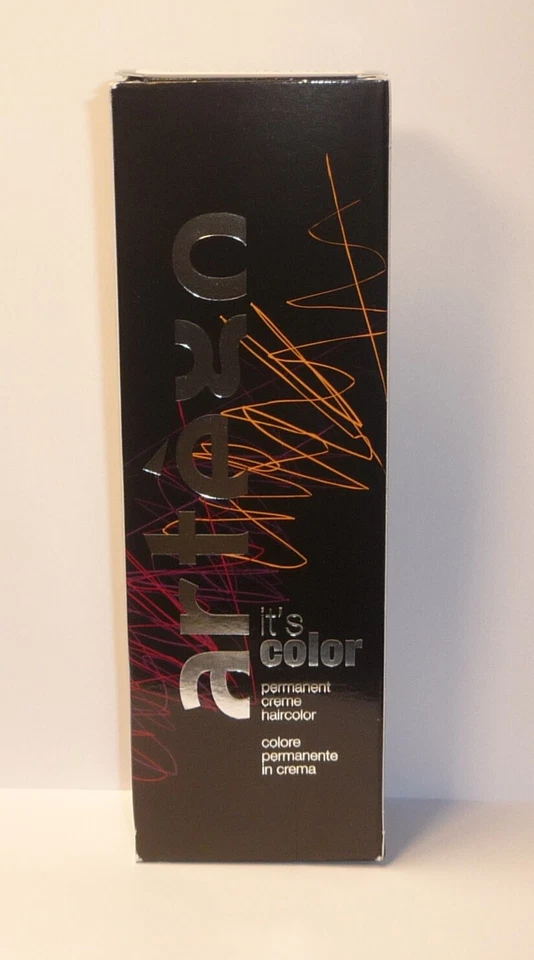 artègo
it's
color
permanent
creme
haircolor
colore
permanente
in crema